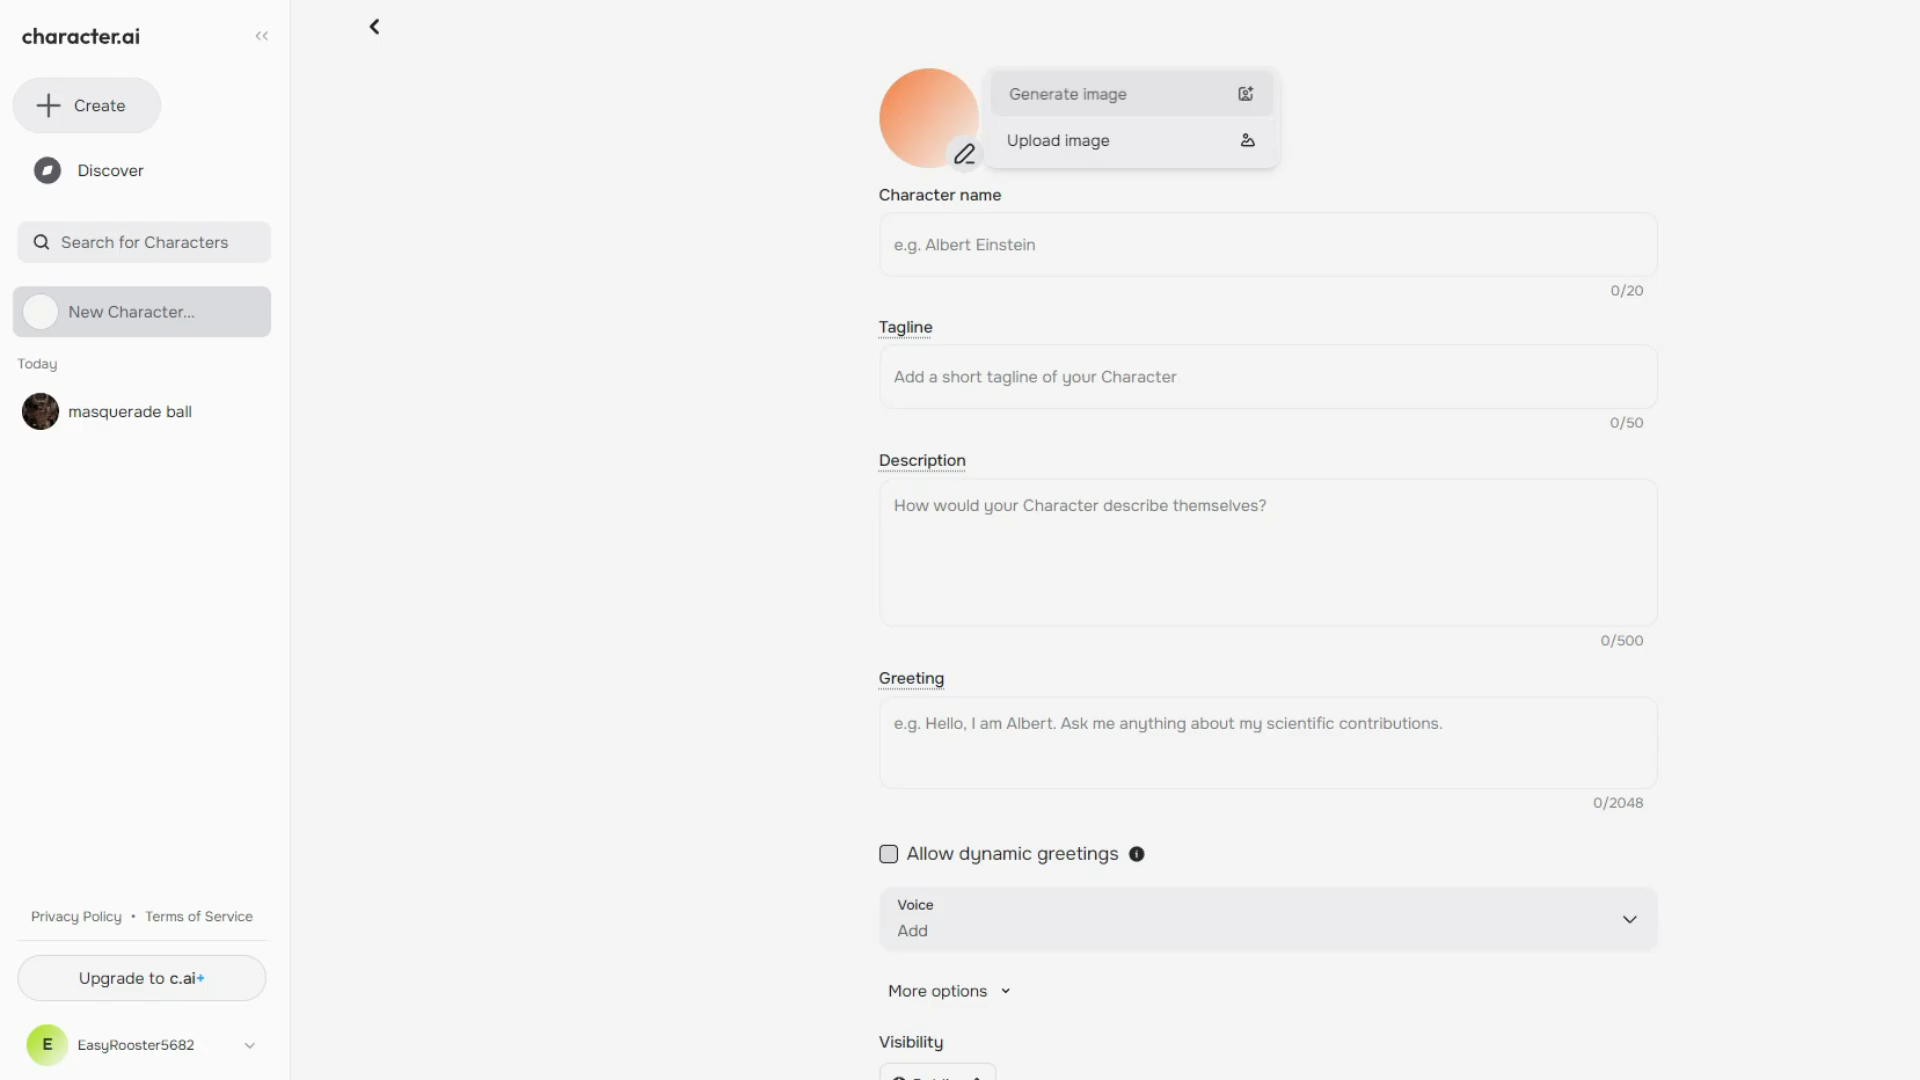 character.ai
Create
Discover
Search for Characters
New Character...
Today
masquerade ball
Privacy Policy • Terms of Service
Upgrade to c.ai+
E
EasyRooster5682
Generate image
Upload image
Character name
e.g. Albert Einstein
0/20
Tagline
Add a short tagline of your Character
0/50
Description
How would your Character describe themselves?
0/500
Greeting
e.g. Hello, I am Albert. Ask me anything about my scientific contributions.
0/2048
Allow dynamic greetings
Voice
Add
More options
Visibility